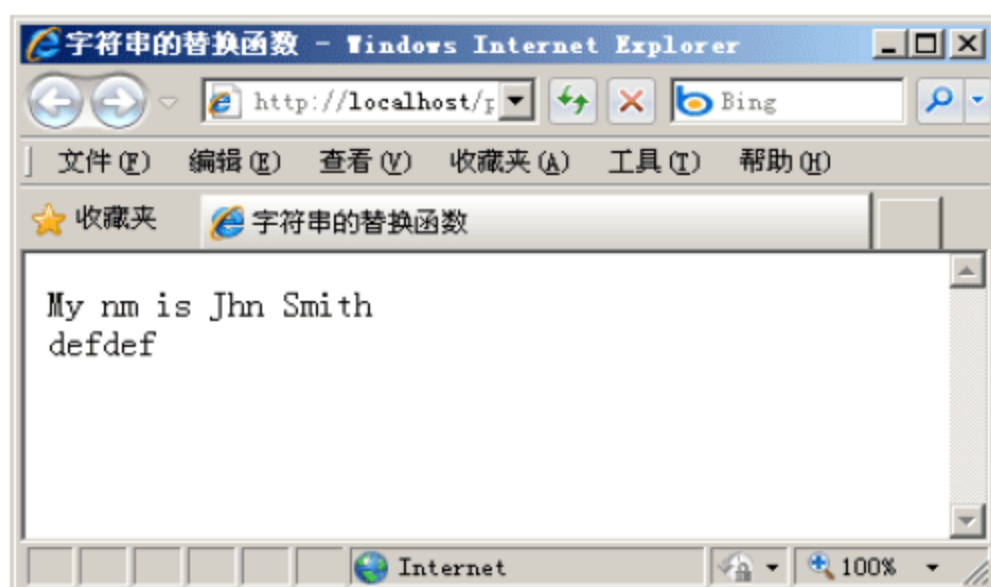 字符串的替换函数 - Windows Internet Explorer
http://localhost/p
Bing
文件(F) 编辑(E) 查看(V) 收藏夹(A) 工具(T) 帮助(H)
收藏夹 字符串的替换函数
My nm is Jhn Smith
defdef
Internet 100%